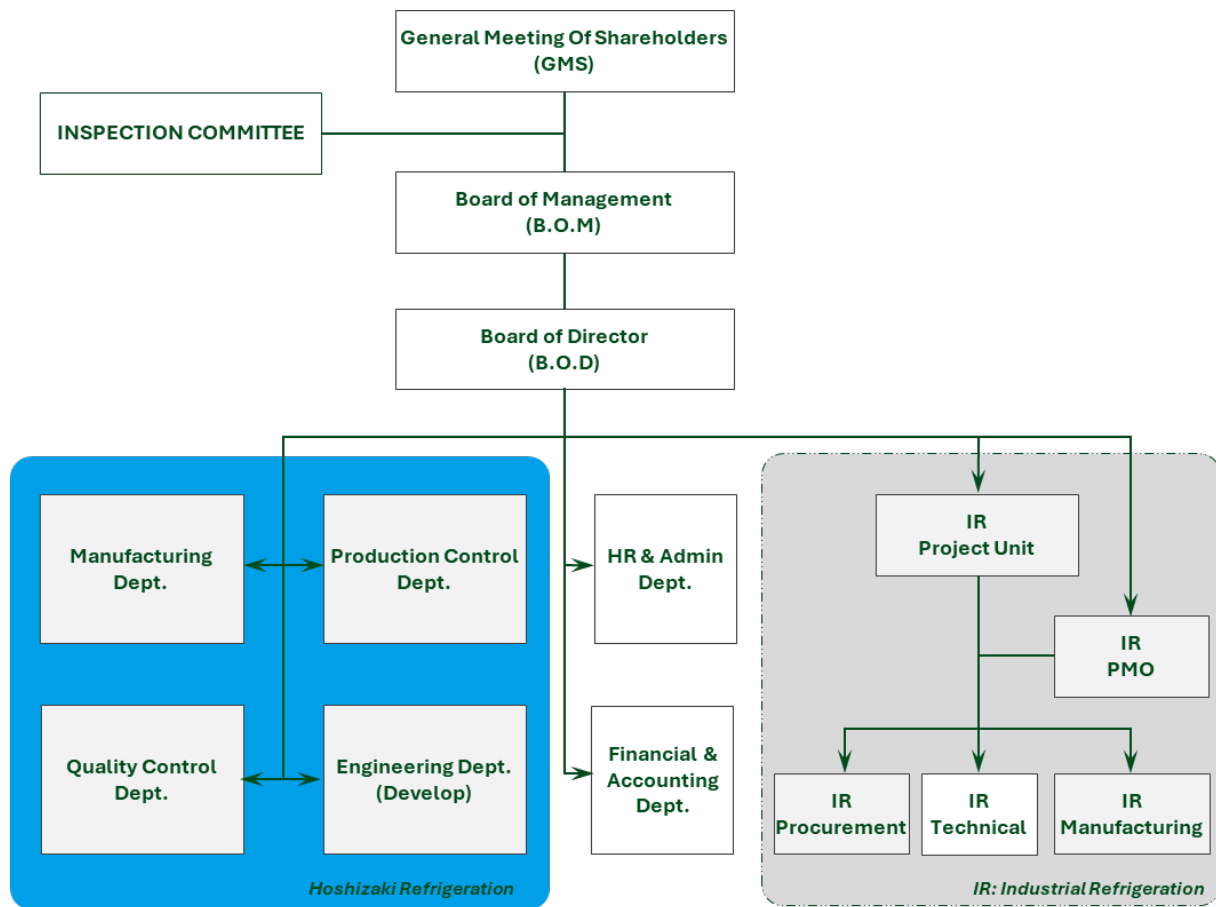 General Meeting Of Shareholders
(GMS)
INSPECTION COMMITTEE
Board of Management
(B.O.M)
Board of Director
(B.O.D)
Manufacturing
Dept.
Production Control
Dept.
HR & Admin
Dept.
IR
Project Unit
IR
PMO
Quality Control
Dept.
Engineering Dept.
(Develop)
Financial &
Accounting
Dept.
IR
Procurement
IR
Technical
IR
Manufacturing
Hoshizaki Refrigeration
IR: Industrial Refrigeration